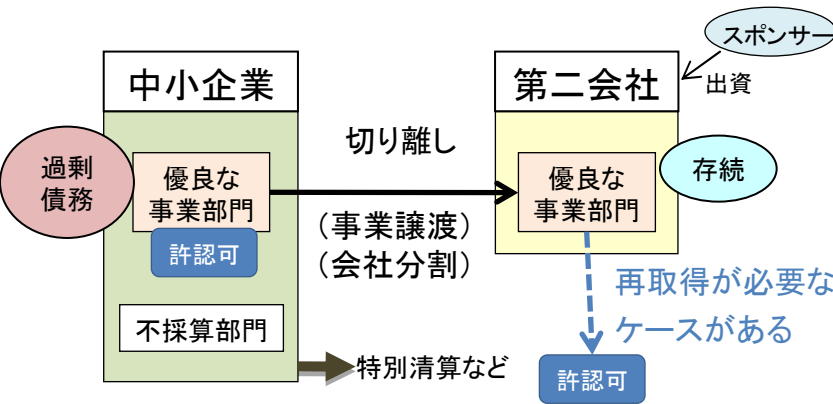 スポンサー
中小企業
第二会社
出資
過剰
債務
優良な
事業部門
許認可
切り離し
（事業譲渡）
（会社分割）
優良な
事業部門
存続
不採算部門
特別清算など
再取得が必要な
ケースがある
許認可